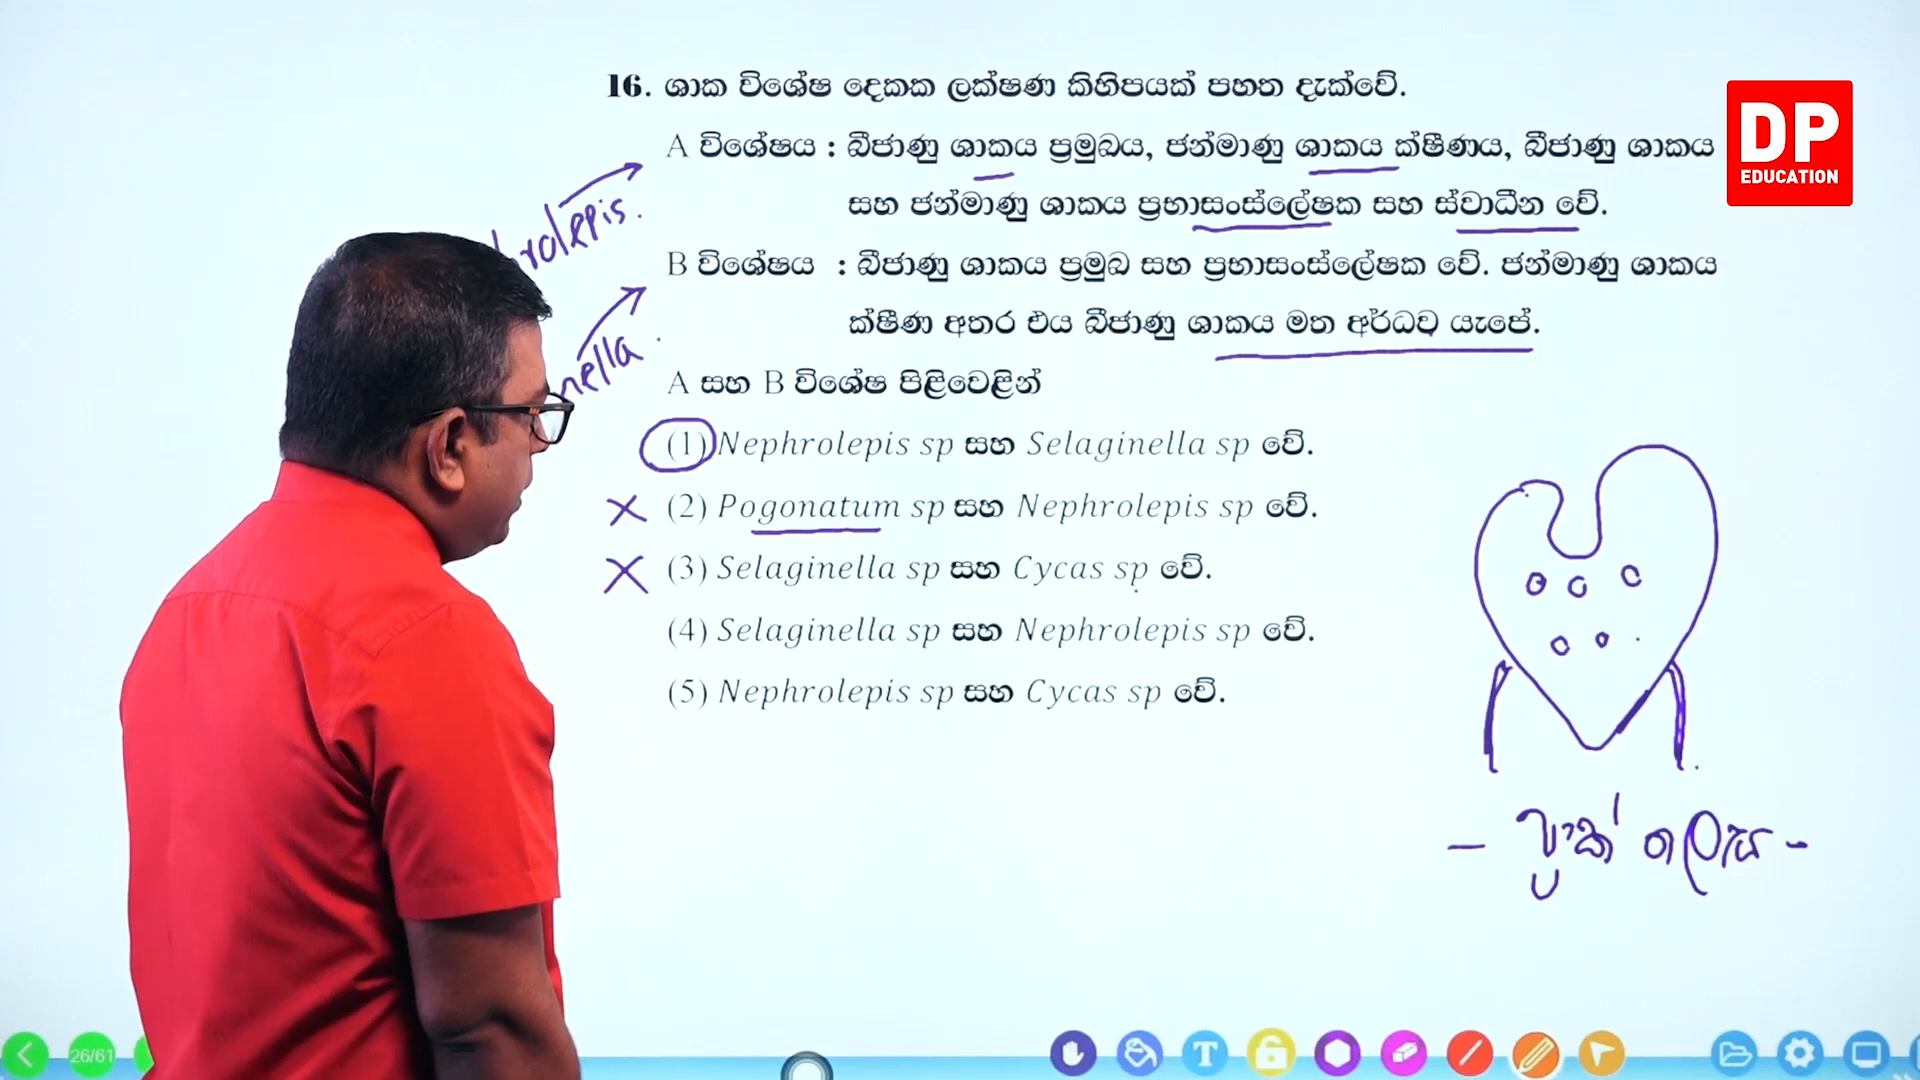 16. ශාක විශේෂ දෙකක ලක්ෂණ කිහිපයක් පහත දැක්වේ.
A විශේෂය : බීජාණු ශාකය ප්‍රමුඛය, ජන්මාණු ශාකය ක්ෂීණය, බීජාණු ශාකය
සහ ජන්මාණු ශාකය ප්‍රභාසංස්ලේෂක සහ ස්වාධීන වේ.
B විශේෂය : බීජාණු ශාකය ප්‍රමුඛ සහ ප්‍රභාසංස්ලේෂක වේ. ජන්මාණු ශාකය
ක්ෂීණ අතර එය බීජාණු ශාකය මත අර්ධව යැපේ.
A සහ B විශේෂ පිළිවෙළින්
(1) Nephrolepis sp සහ Selaginella sp වේ.
(2) Pogonatum sp සහ Nephrolepis sp වේ.
(3) Selaginella sp සහ Cycas sp වේ.
(4) Selaginella sp සහ Nephrolepis sp වේ.
(5) Nephrolepis sp සහ Cycas sp වේ.
DP
EDUCATION
rolepis.
nella
- ප්‍රාක් තලය -
26/61